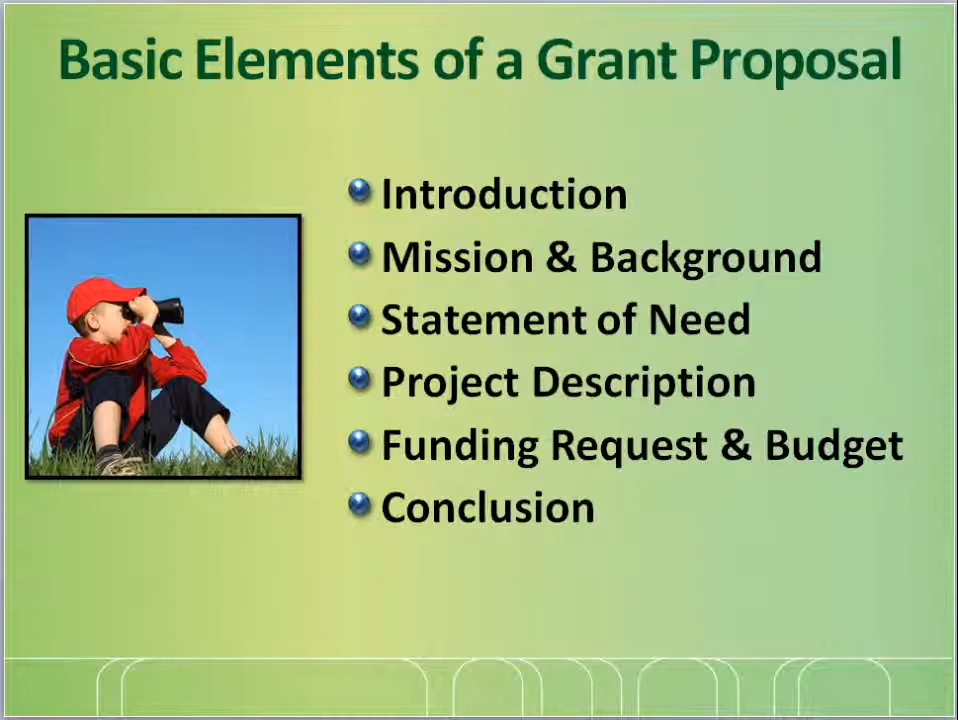 Basic Elements of a Grant Proposal
Introduction
Mission & Background
Statement of Need
Project Description
Funding Request & Budget
Conclusion